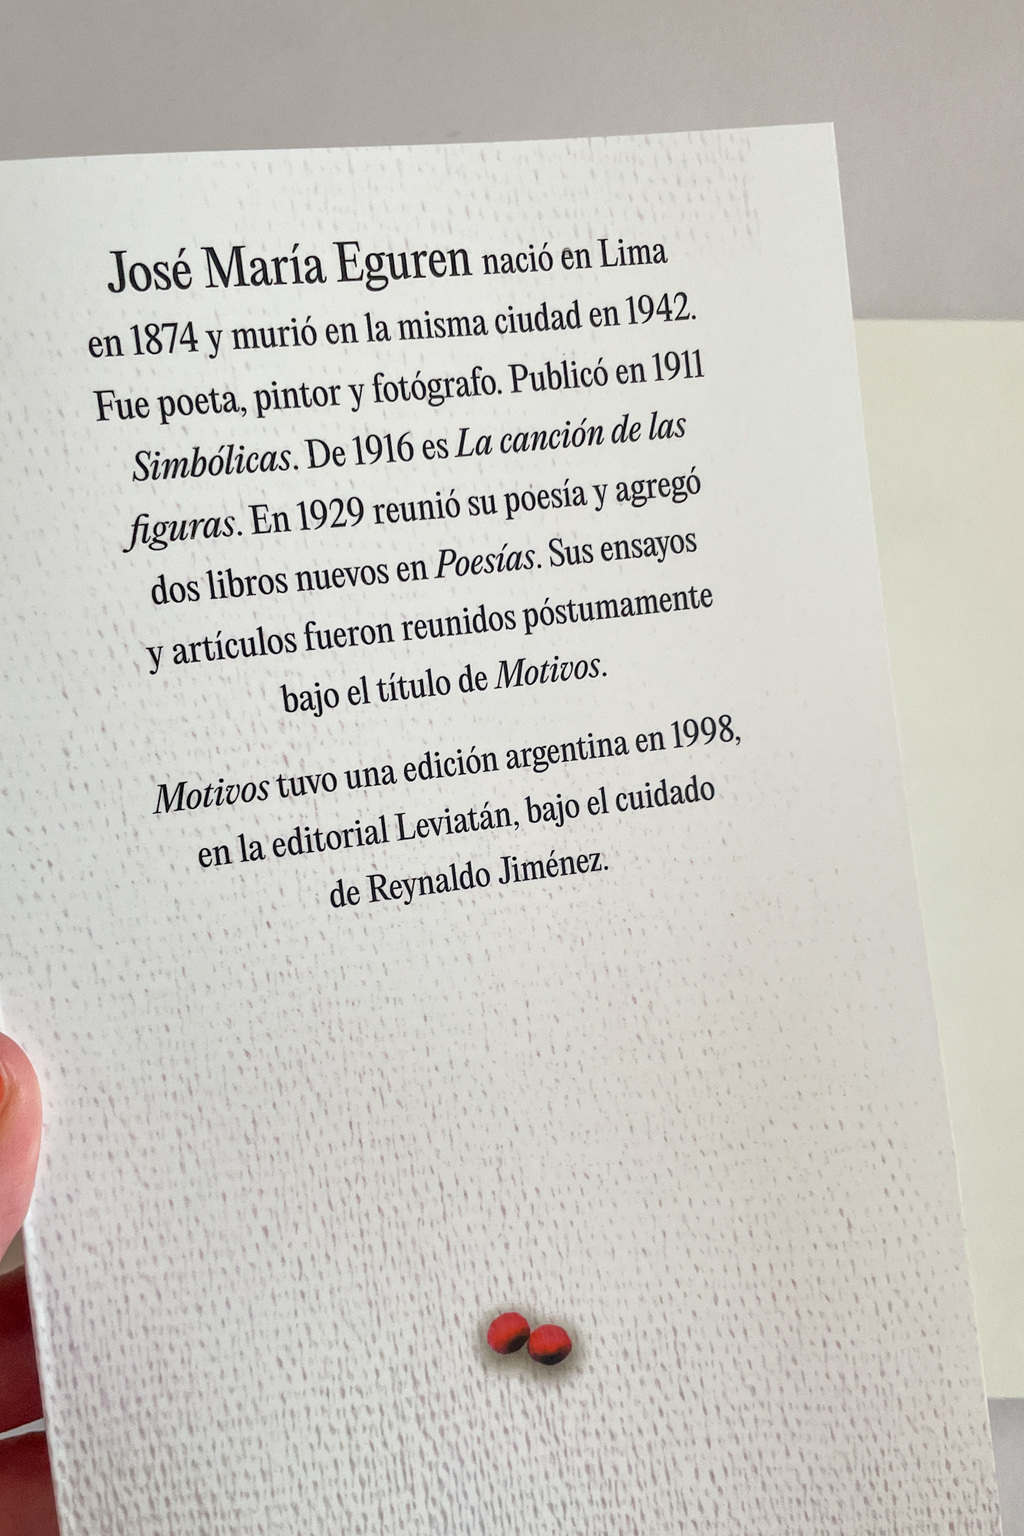 José María Eguren nació en Lima
en 1874 y murió en la misma ciudad en 1942.
Fue poeta, pintor y fotógrafo. Publicó en 1911
Simbólicas. De 1916 es La canción de las
figuras. En 1929 reunió su poesía y agregó
dos libros nuevos en Poesías. Sus ensayos
y artículos fueron reunidos póstumamente
bajo el título de Motivos.
Motivos tuvo una edición argentina en 1998,
en la editorial Leviatán, bajo el cuidado
de Reynaldo Jiménez.